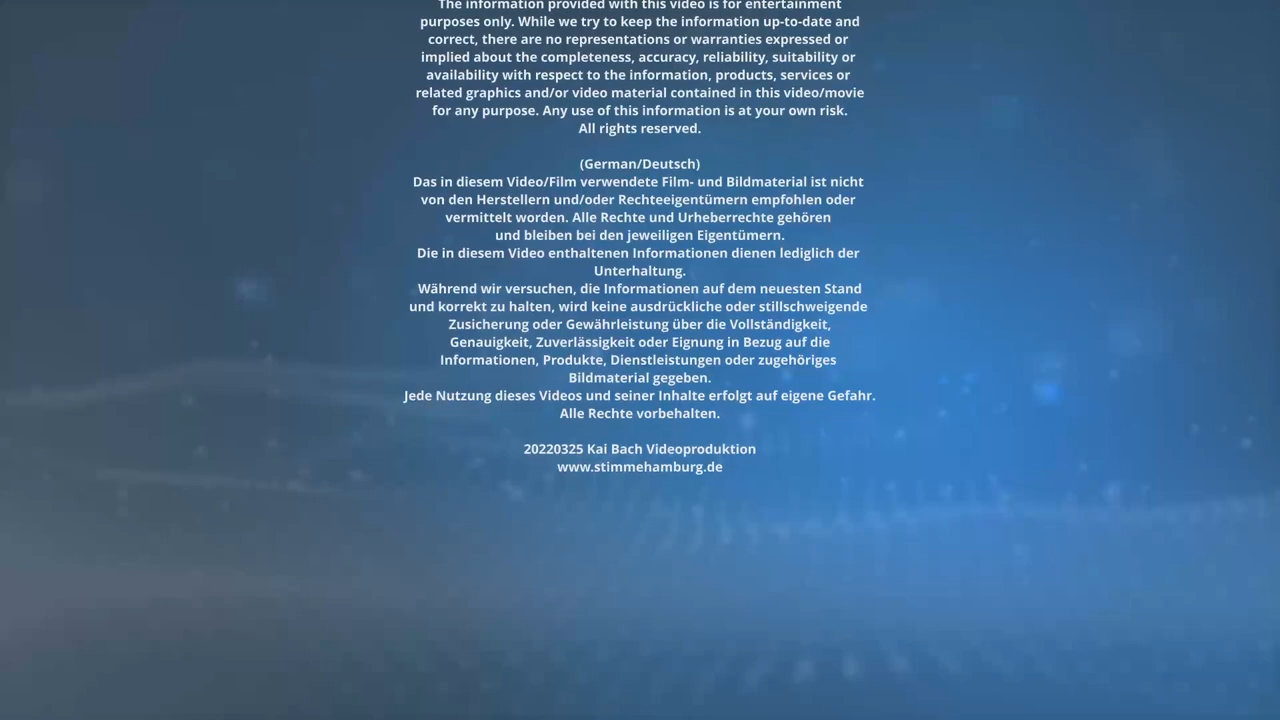 The information provided with this video is for entertainment
purposes only. While we try to keep the information up-to-date and
correct, there are no representations or warranties expressed or
implied about the completeness, accuracy, reliability, suitability or
availability with respect to the information, products, services or
related graphics and/or video material contained in this video/movie
for any purpose. Any use of this information is at your own risk.
All rights reserved.
(German/Deutsch)
Das in diesem Video/Film verwendete Film- und Bildmaterial ist nicht
von den Herstellern und/oder Rechteeigentümern empfohlen oder
vermittelt worden. Alle Rechte und Urheberrechte gehören
und bleiben bei den jeweiligen Eigentümern.
Die in diesem Video enthaltenen Informationen dienen lediglich der
Unterhaltung.
Während wir versuchen, die Informationen auf dem neuesten Stand
und korrekt zu halten, wird keine ausdrückliche oder stillschweigende
Zusicherung oder Gewährleistung über die Vollständigkeit,
Genauigkeit, Zuverlässigkeit oder Eignung in Bezug auf die
Informationen, Produkte, Dienstleistungen oder zugehöriges
Bildmaterial gegeben.
Jede Nutzung dieses Videos und seiner Inhalte erfolgt auf eigene Gefahr.
Alle Rechte vorbehalten.
20220325 Kai Bach Videoproduktion
www.stimmehamburg.de